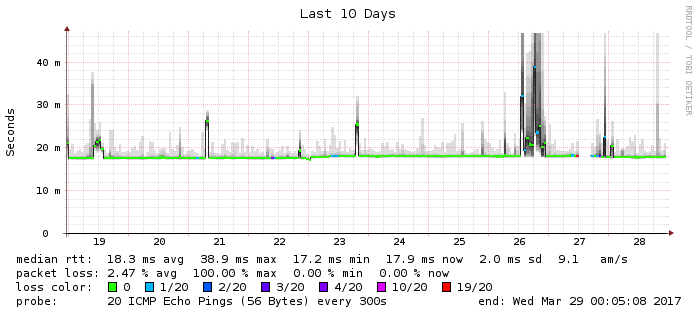 Last 10 Days
RRDTOOL / TOBI OETIKER
Seconds
40 m
30 m
20 m
10 m
0
19 20 21 22 23 24 25 26 27 28
median rtt: 18.3 ms avg 38.9 ms max 17.2 ms min 17.9 ms now 2.0 ms sd 9.1 am/s
packet loss: 2.47 % avg 100.00 % max 0.00 % min 0.00 % now
loss color: 0 1/20 2/20 3/20 4/20 10/20 19/20
probe: 20 ICMP Echo Pings (56 Bytes) every 300s end: Wed Mar 29 00:05:08 2017